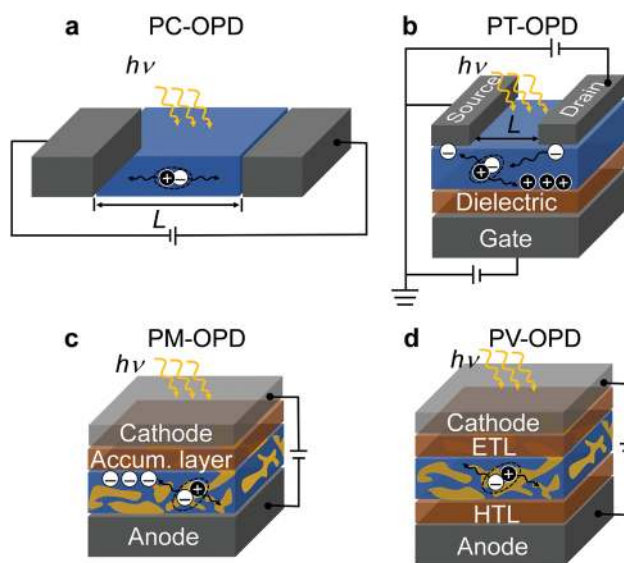 a PC-OPD
hν
L
b PT-OPD
hν
Source
Drain
L
Dielectric
Gate
c PM-OPD
hν
Cathode
Accum. layer
Anode
d PV-OPD
hν
Cathode
ETL
HTL
Anode